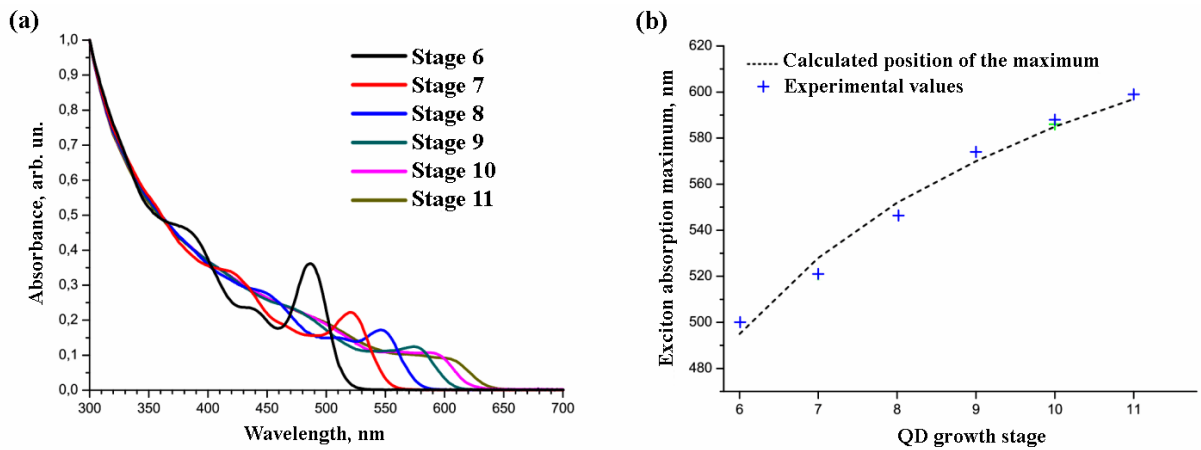 (a)
Absorbance, arb. un.
1,0
0,9
0,8
0,7
0,6
0,5
0,4
0,3
0,2
0,1
0,0
300
350
400
450
500
550
600
650
700
Wavelength, nm
Stage 6
Stage 7
Stage 8
Stage 9
Stage 10
Stage 11
(b)
Exciton absorption maximum, nm
620
600
580
560
540
520
500
480
6
7
8
9
10
11
QD growth stage
Calculated position of the maximum
Experimental values